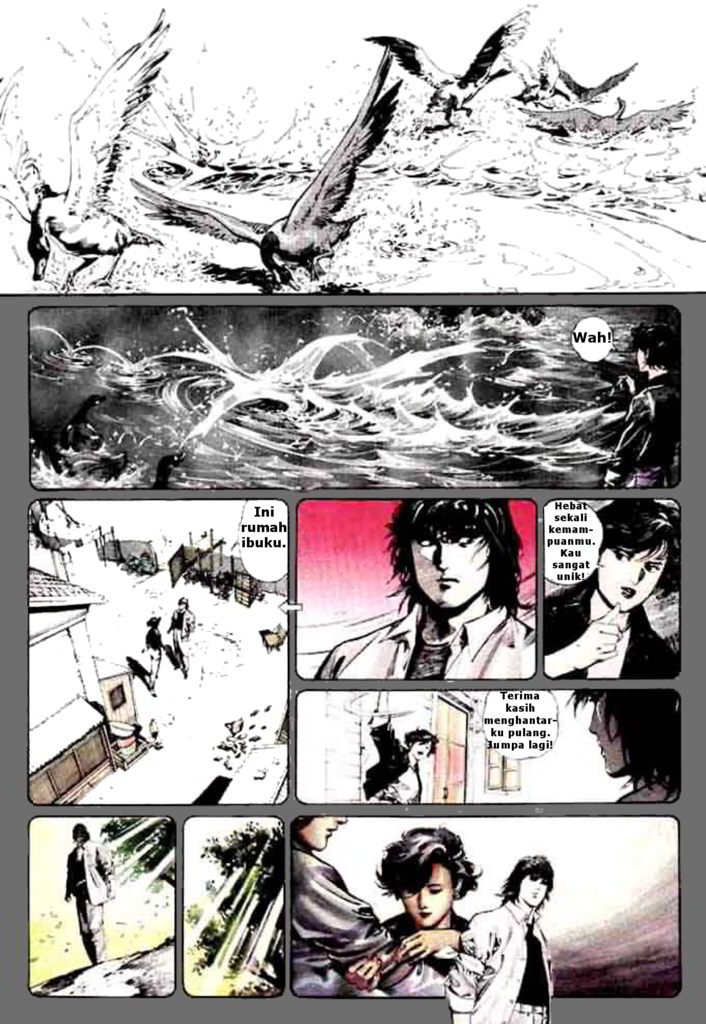 Wah!
Ini
rumah
ibuku.
Hebat
sekali
kemam-
puanmu.
Kau
sangat
unik!
Terima
kasih
menghantar-
ku pulang.
Jumpa lagi!